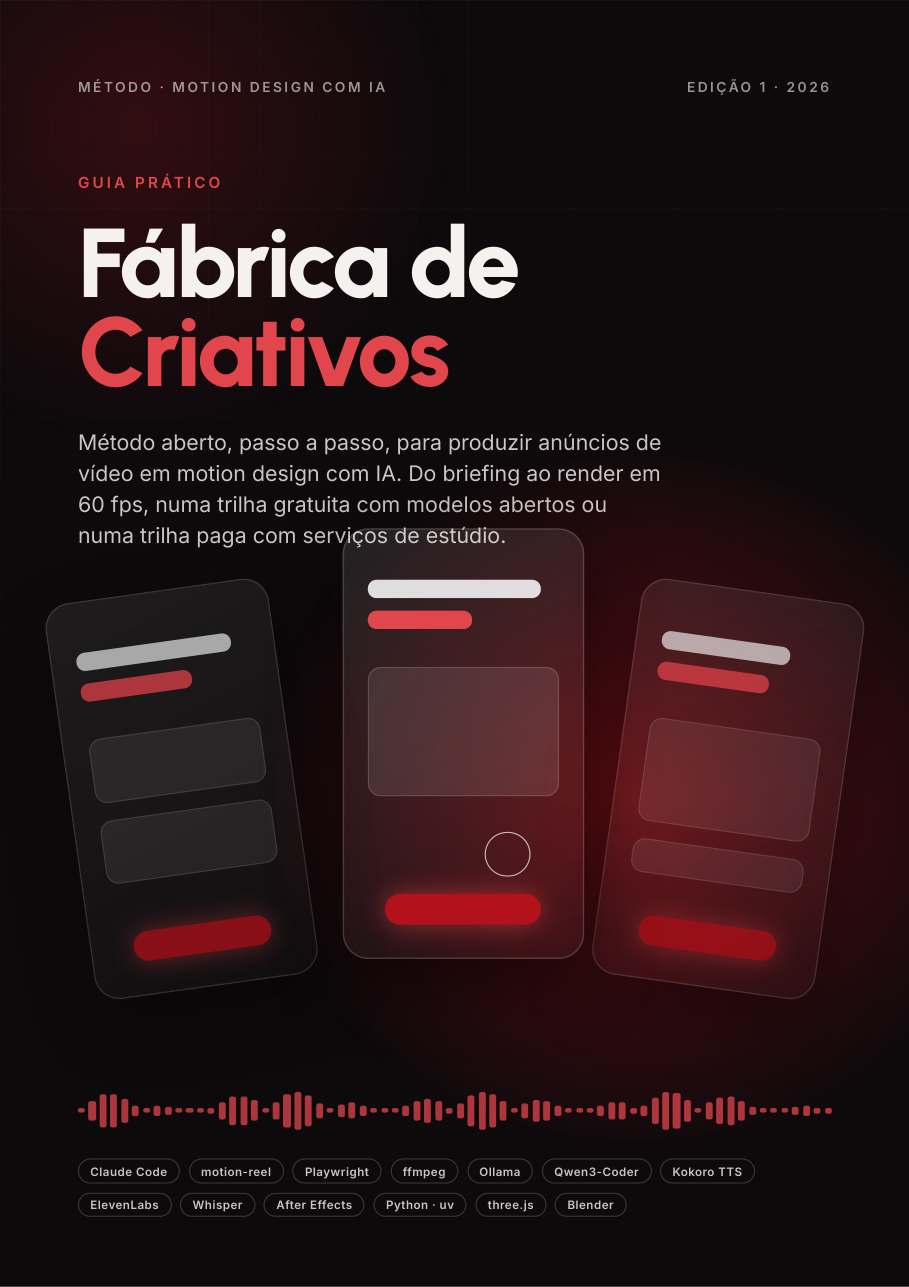 MÉTODO · MOTION DESIGN COM IA
EDIÇÃO 1 · 2026
GUIA PRÁTICO
Fábrica de
Criativos
Método aberto, passo a passo, para produzir anúncios de
vídeo em motion design com IA. Do briefing ao render em
60 fps, numa trilha gratuita com modelos abertos ou
numa trilha paga com serviços de estúdio.
Claude Code motion-reel Playwright ffmpeg Ollama Qwen3-Coder Kokoro TTS
ElevenLabs Whisper After Effects Python · uv three.js Blender